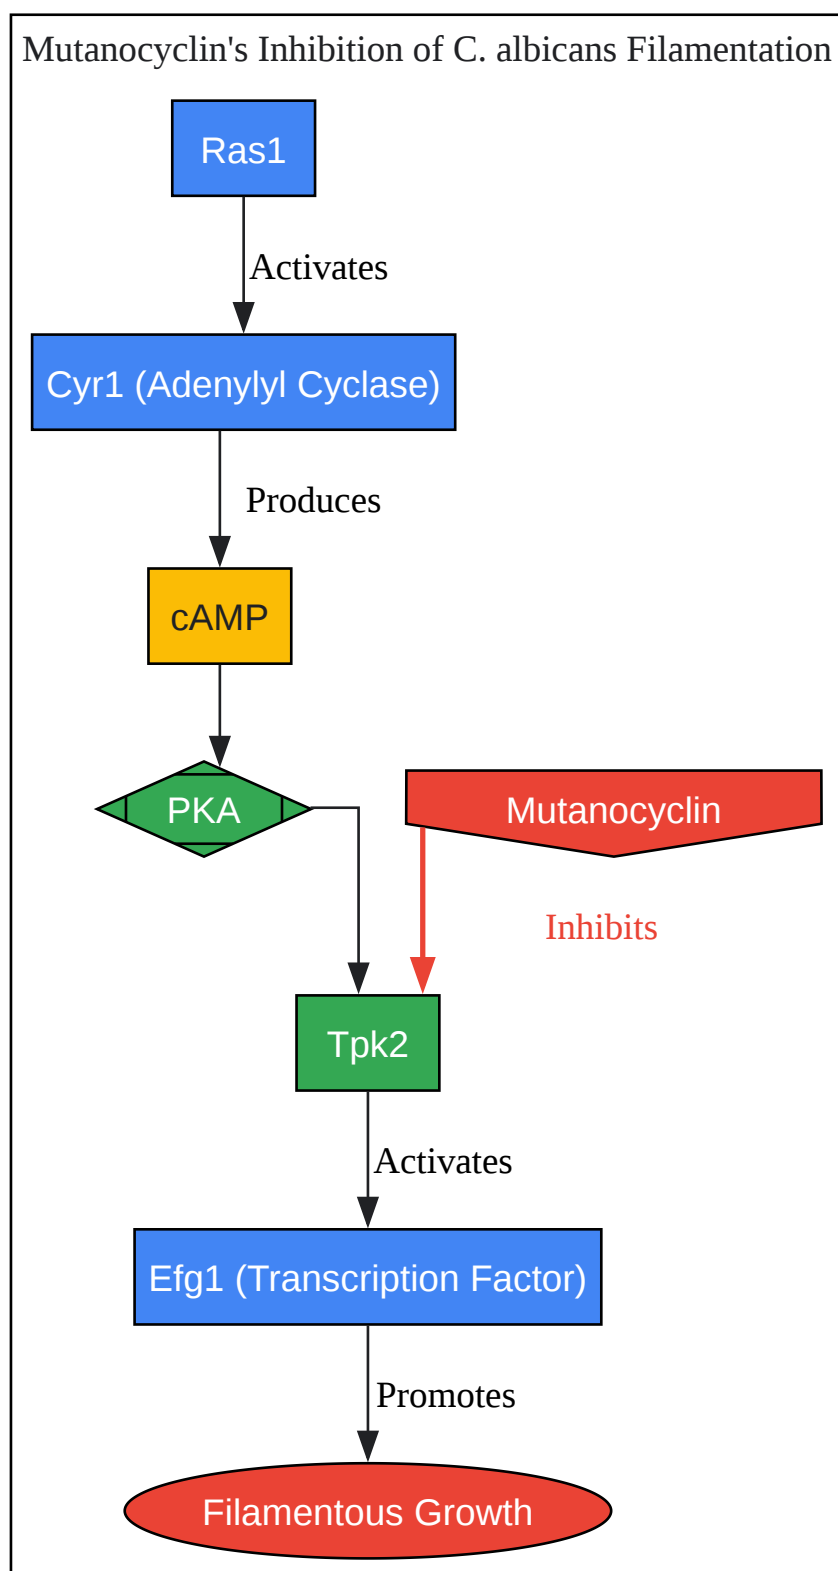 Mutanocyclin's Inhibition of C. albicans Filamentation
Ras1
Activates
Cyr1 (Adenylyl Cyclase)
Produces
cAMP
PKA
Mutanocyclin
Inhibits
Tpk2
Activates
Efg1 (Transcription Factor)
Promotes
Filamentous Growth